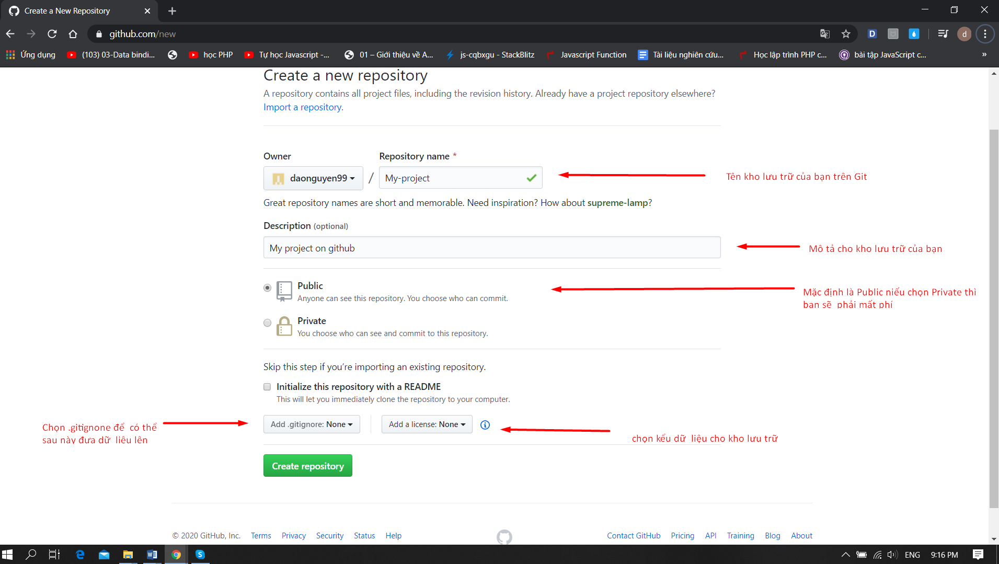 Create a New Repository
github.com/new
D
d
Ứng dụng
(103) 03-Data bindi...
học PHP
Tự học Javascript -...
01 – Giới thiệu về A...
js-cqbxgu - StackBlitz
Javascript Function
Tài liệu nghiên cứu...
Học lập trình PHP c...
bài tập JavaScript c...
»
Create a new repository
A repository contains all project files, including the revision history. Already have a project repository elsewhere?
Import a repository.
Owner
Repository name *
daonguyen99
/
My-project
Tên kho lưu trữ của bạn trên Git
Great repository names are short and memorable. Need inspiration? How about supreme-lamp?
Description (optional)
My project on github
Mô tả cho kho lưu trữ của bạn
Public
Anyone can see this repository. You choose who can commit.
Mặc định là Public niếu chọn Private thì
bạn sẽ phải mất phí
Private
You choose who can see and commit to this repository.
Skip this step if you’re importing an existing repository.
Initialize this repository with a README
This will let you immediately clone the repository to your computer.
Chọn .gitignone để có thể
sau này đưa dữ liệu lên
Add .gitignore: None
Add a license: None
chọn kểu dữ liệu cho kho lưu trữ
Create repository
© 2020 GitHub, Inc.
Terms
Privacy
Security
Status
Help
Contact GitHub
Pricing
API
Training
Blog
About
ENG
9:16 PM